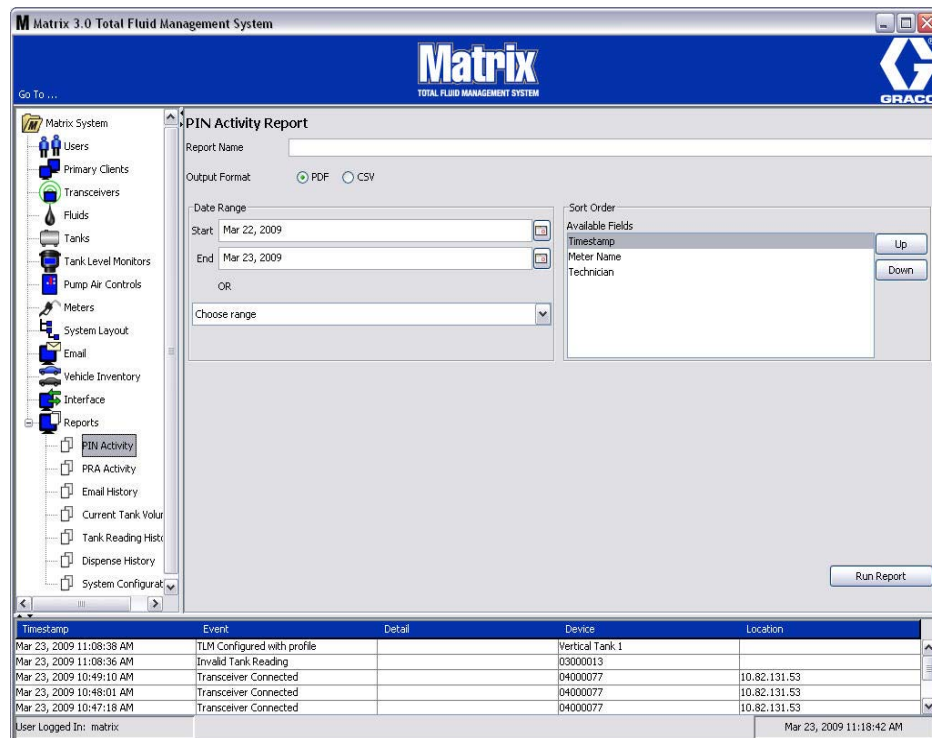 M Matrix 3.0 Total Fluid Management System
Matrix
TOTAL FLUID MANAGEMENT SYSTEM
Go To ...
G
GRACO
Matrix System
Users
Primary Clients
Transceivers
Fluids
Tanks
Tank Level Monitors
Pump Air Controls
Meters
System Layout
Email
Vehicle Inventory
Interface
Reports
PIN Activity
PRA Activity
Email History
Current Tank Volur
Tank Reading Histo
Dispense History
System Configurat
PIN Activity Report
Report Name
Output Format PDF CSV
Date Range
Start Mar 22, 2009
End Mar 23, 2009
OR
Choose range
Sort Order
Available Fields
Timestamp
Meter Name
Technician
Up
Down
Run Report
Timestamp Event Detail Device Location
Mar 23, 2009 11:08:38 AM TLM Configured with profile Vertical Tank 1
Mar 23, 2009 11:08:36 AM Invalid Tank Reading 03000013
Mar 23, 2009 10:49:10 AM Transceiver Connected 04000077 10.82.131.53
Mar 23, 2009 10:48:01 AM Transceiver Connected 04000077 10.82.131.53
Mar 23, 2009 10:47:18 AM Transceiver Connected 04000077 10.82.131.53
User Logged In: matrix Mar 23, 2009 11:18:42 AM